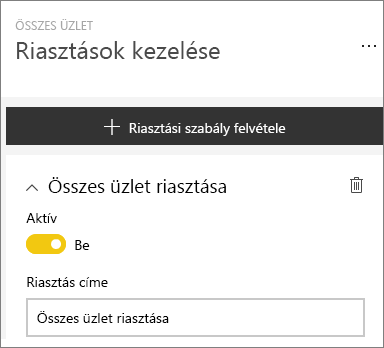 ÖSSZES ÜZLET
Riasztások kezelése
Riasztási szabály felvétele
Összes üzlet riasztása
Aktív
Be
Riasztás címe
Összes üzlet riasztása